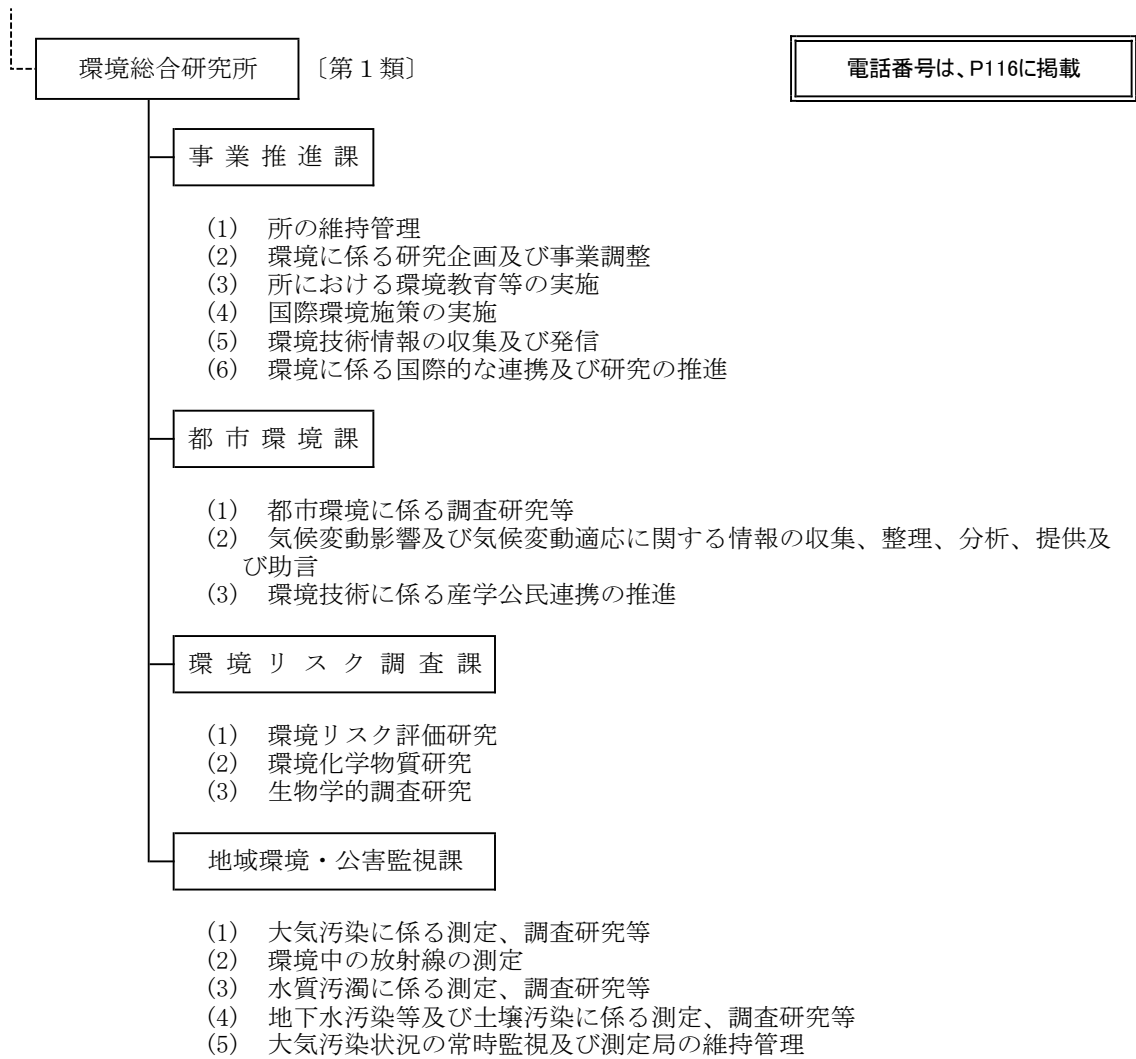 環境総合研究所 〔第１類〕 電話番号は、P116に掲載
事業推進課
(1) 所の維持管理
(2) 環境に係る研究企画及び事業調整
(3) 所における環境教育等の実施
(4) 国際環境施策の実施
(5) 環境技術情報の収集及び発信
(6) 環境に係る国際的な連携及び研究の推進
都市環境課
(1) 都市環境に係る調査研究等
(2) 気候変動影響及び気候変動適応に関する情報の収集、整理、分析、提供及
び助言
(3) 環境技術に係る産学公民連携の推進
環境リスク調査課
(1) 環境リスク評価研究
(2) 環境化学物質研究
(3) 生物学的調査研究
地域環境・公害監視課
(1) 大気汚染に係る測定、調査研究等
(2) 環境中の放射線の測定
(3) 水質汚濁に係る測定、調査研究等
(4) 地下水汚染等及び土壌汚染に係る測定、調査研究等
(5) 大気汚染状況の常時監視及び測定局の維持管理